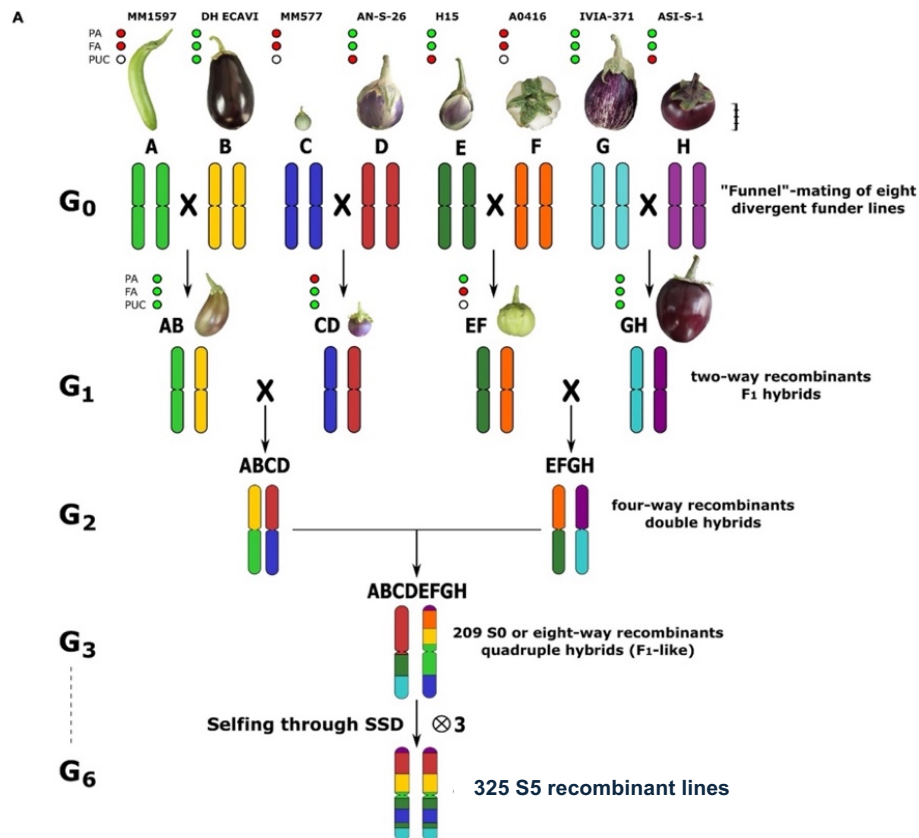 A
MM1597 DH ECAVI MM577 AN-S-26 H15 A0416 IVIA-371 ASI-S-1
PA
FA
PUC
A B C D E F G H
G0 X X X X "Funnel"-mating of eight
divergent funder lines
PA
FA
PUC
AB CD EF GH
G1 X X two-way recombinants
F1 hybrids
ABCD EFGH
G2 four-way recombinants
double hybrids
ABCDEFGH
G3 209 S0 or eight-way recombinants
quadruple hybrids (F1-like)
Selfing through SSD ⊗3
G6 325 S5 recombinant lines